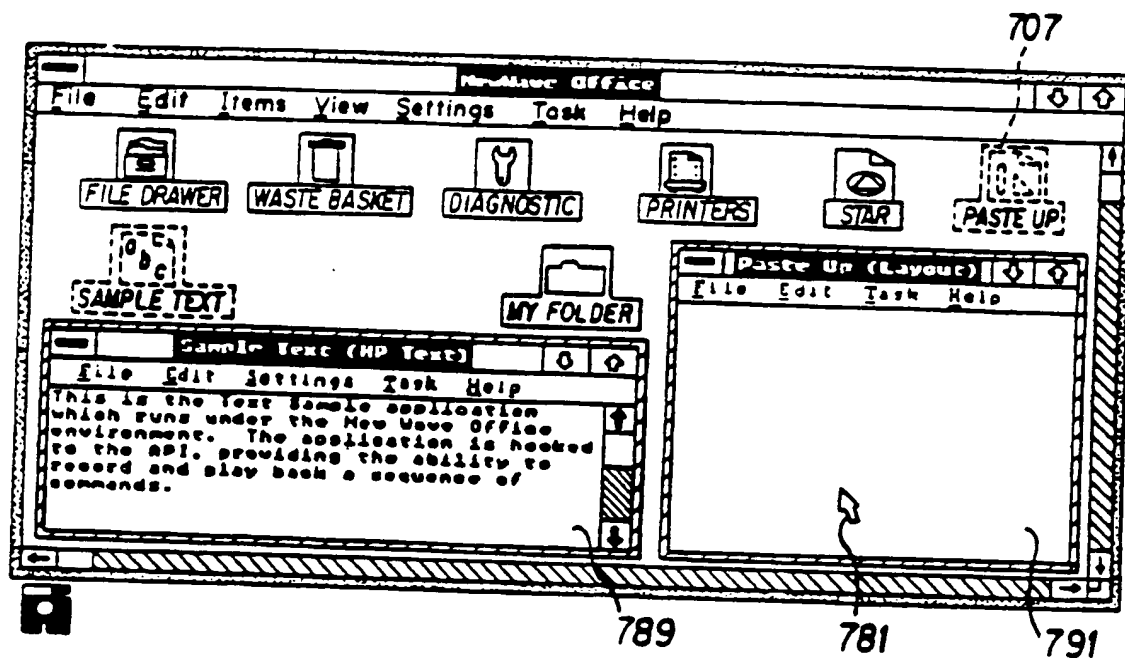 707
NewWave Office
File Edit Items View Settings Task Help
FILE DRAWER WASTE BASKET DIAGNOSTIC PRINTERS STAR PASTE UP
SAMPLE TEXT MY FOLDER
Paste Up (Layout)
File Edit Task Help
Sample Text (HP Text)
File Edit Settings Task Help
This is the Text Sample application
which runs under the New Wave Office
environment. The application is hooked
to the API, providing the ability to
record and play back a sequence of
commands.
a b c
789 781 791